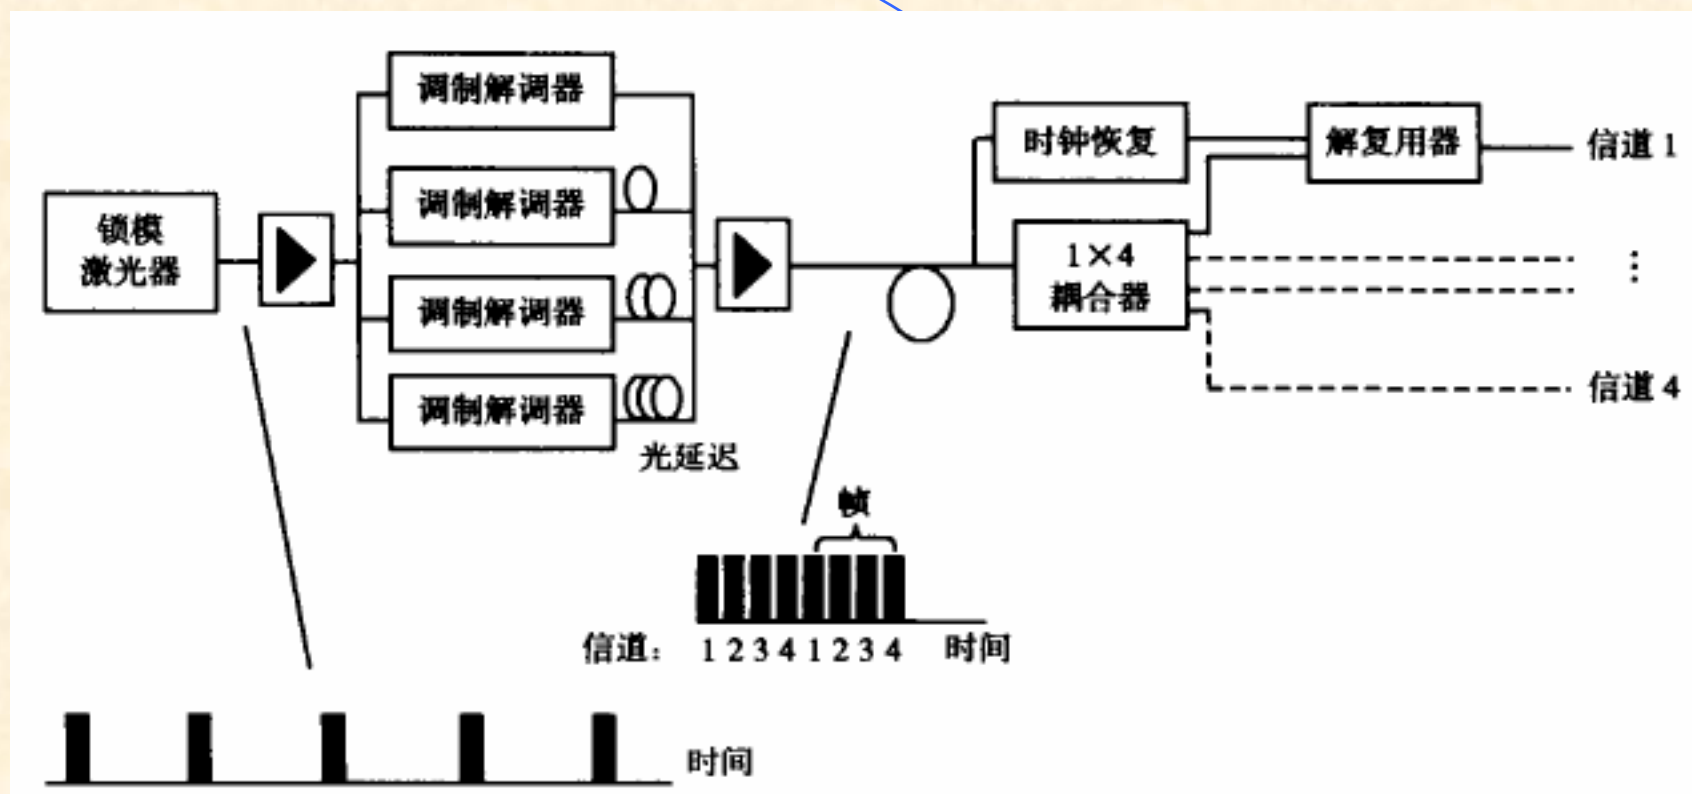 调制解调器
调制解调器
调制解调器
调制解调器
锁模
激光器
光延迟
时钟恢复
解复用器
信道 1
1×4
耦合器
⋮
信道 4
帧
信道: 1 2 3 4 1 2 3 4 时间
时间